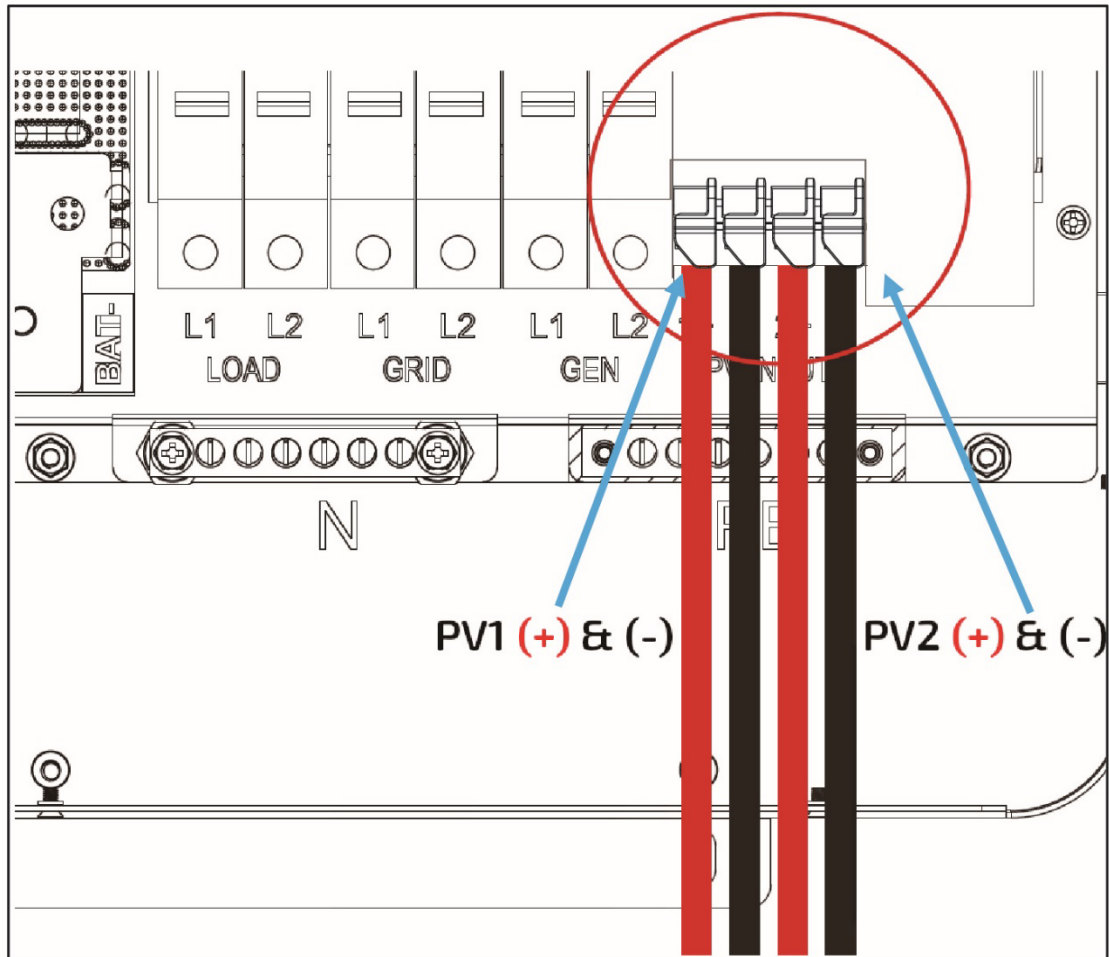 BAT-
L1 L2 L1 L2 L1 L2
LOAD GRID GEN
N
PV1 (+) & (-) PV2 (+) & (-)